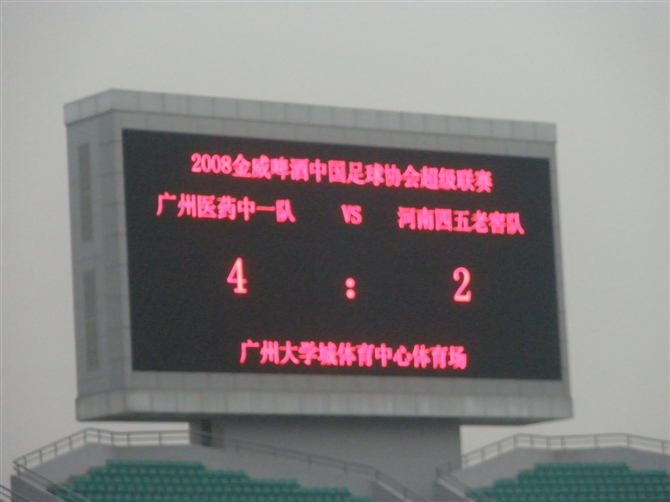 2008金威啤酒中国足球协会超级联赛
广州医药中一队 VS 河南四五老窖队
4 : 2
广州大学城体育中心体育场